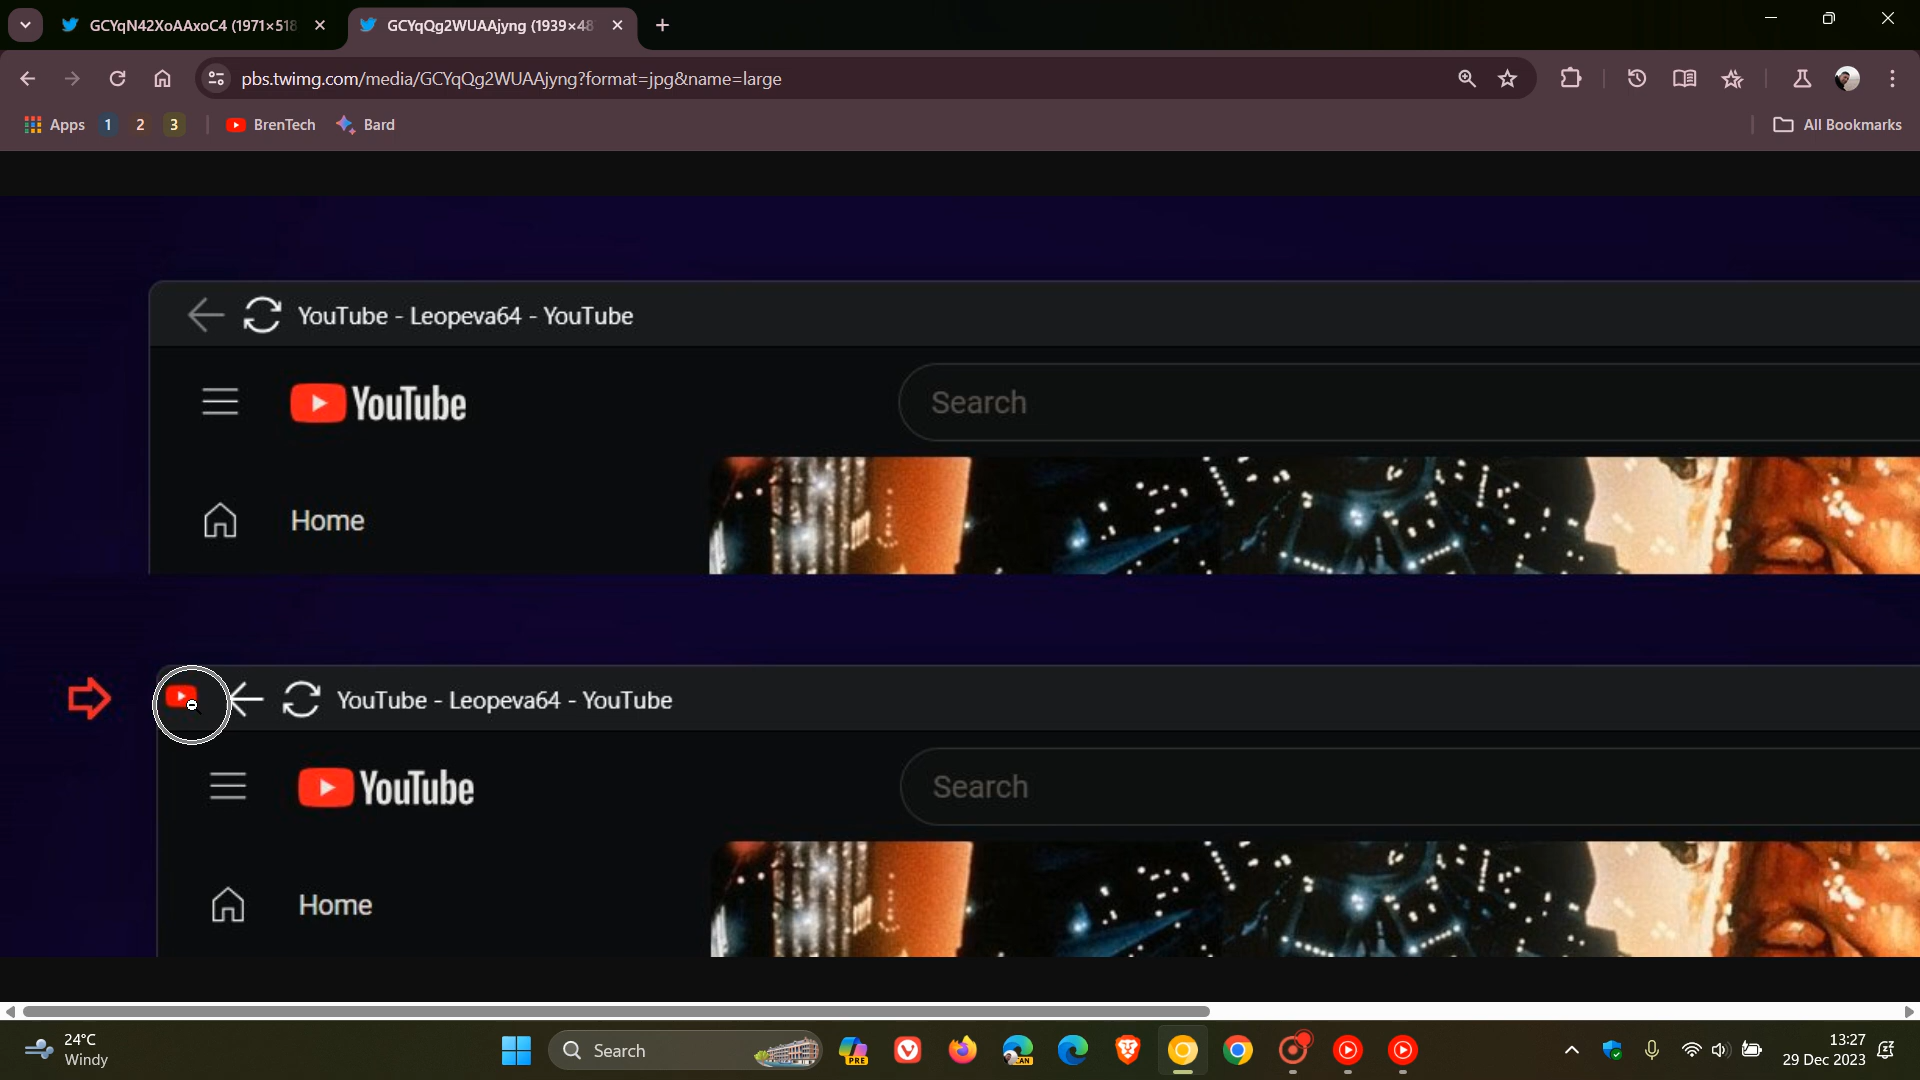 GCYqN42XoAAxoC4 (1971×518
GCYqQg2WUAAjyng (1939×48
pbs.twimg.com/media/GCYqQg2WUAAjyng?format=jpg&name=large
Apps 1 2 3 BrenTech Bard All Bookmarks
YouTube - Leopeva64 - YouTube
YouTube Search
Home
YouTube - Leopeva64 - YouTube
YouTube Search
Home
24°C
Windy
Search
PRE
CAN
13:27
29 Dec 2023